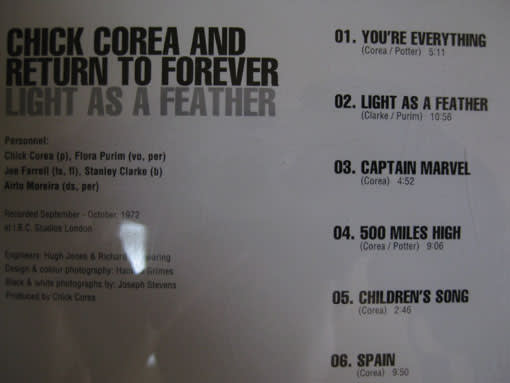 CHICK COREA AND
RETURN TO FOREVER
LIGHT AS A FEATHER
Personnel:
Chick Corea (p), Flora Purim (vo, per)
Joe Farrell (ts, fl), Stanley Clarke (b)
Airto Moreira (ds, per)
Recorded September - October, 1972
at I.B.C. Studios London
Engineers: Hugh Jones & Richard
Design & colour photography: Grimes
Black & white photographs by: Joseph Stevens
Produced by Chick Corea
01. YOU'RE EVERYTHING
(Corea / Potter) 5:11
02. LIGHT AS A FEATHER
(Clarke / Purim) 10:56
03. CAPTAIN MARVEL
(Corea) 4:52
04. 500 MILES HIGH
(Corea / Potter) 9:06
05. CHILDREN'S SONG
(Corea) 2:46
06. SPAIN
(Corea) 9:50